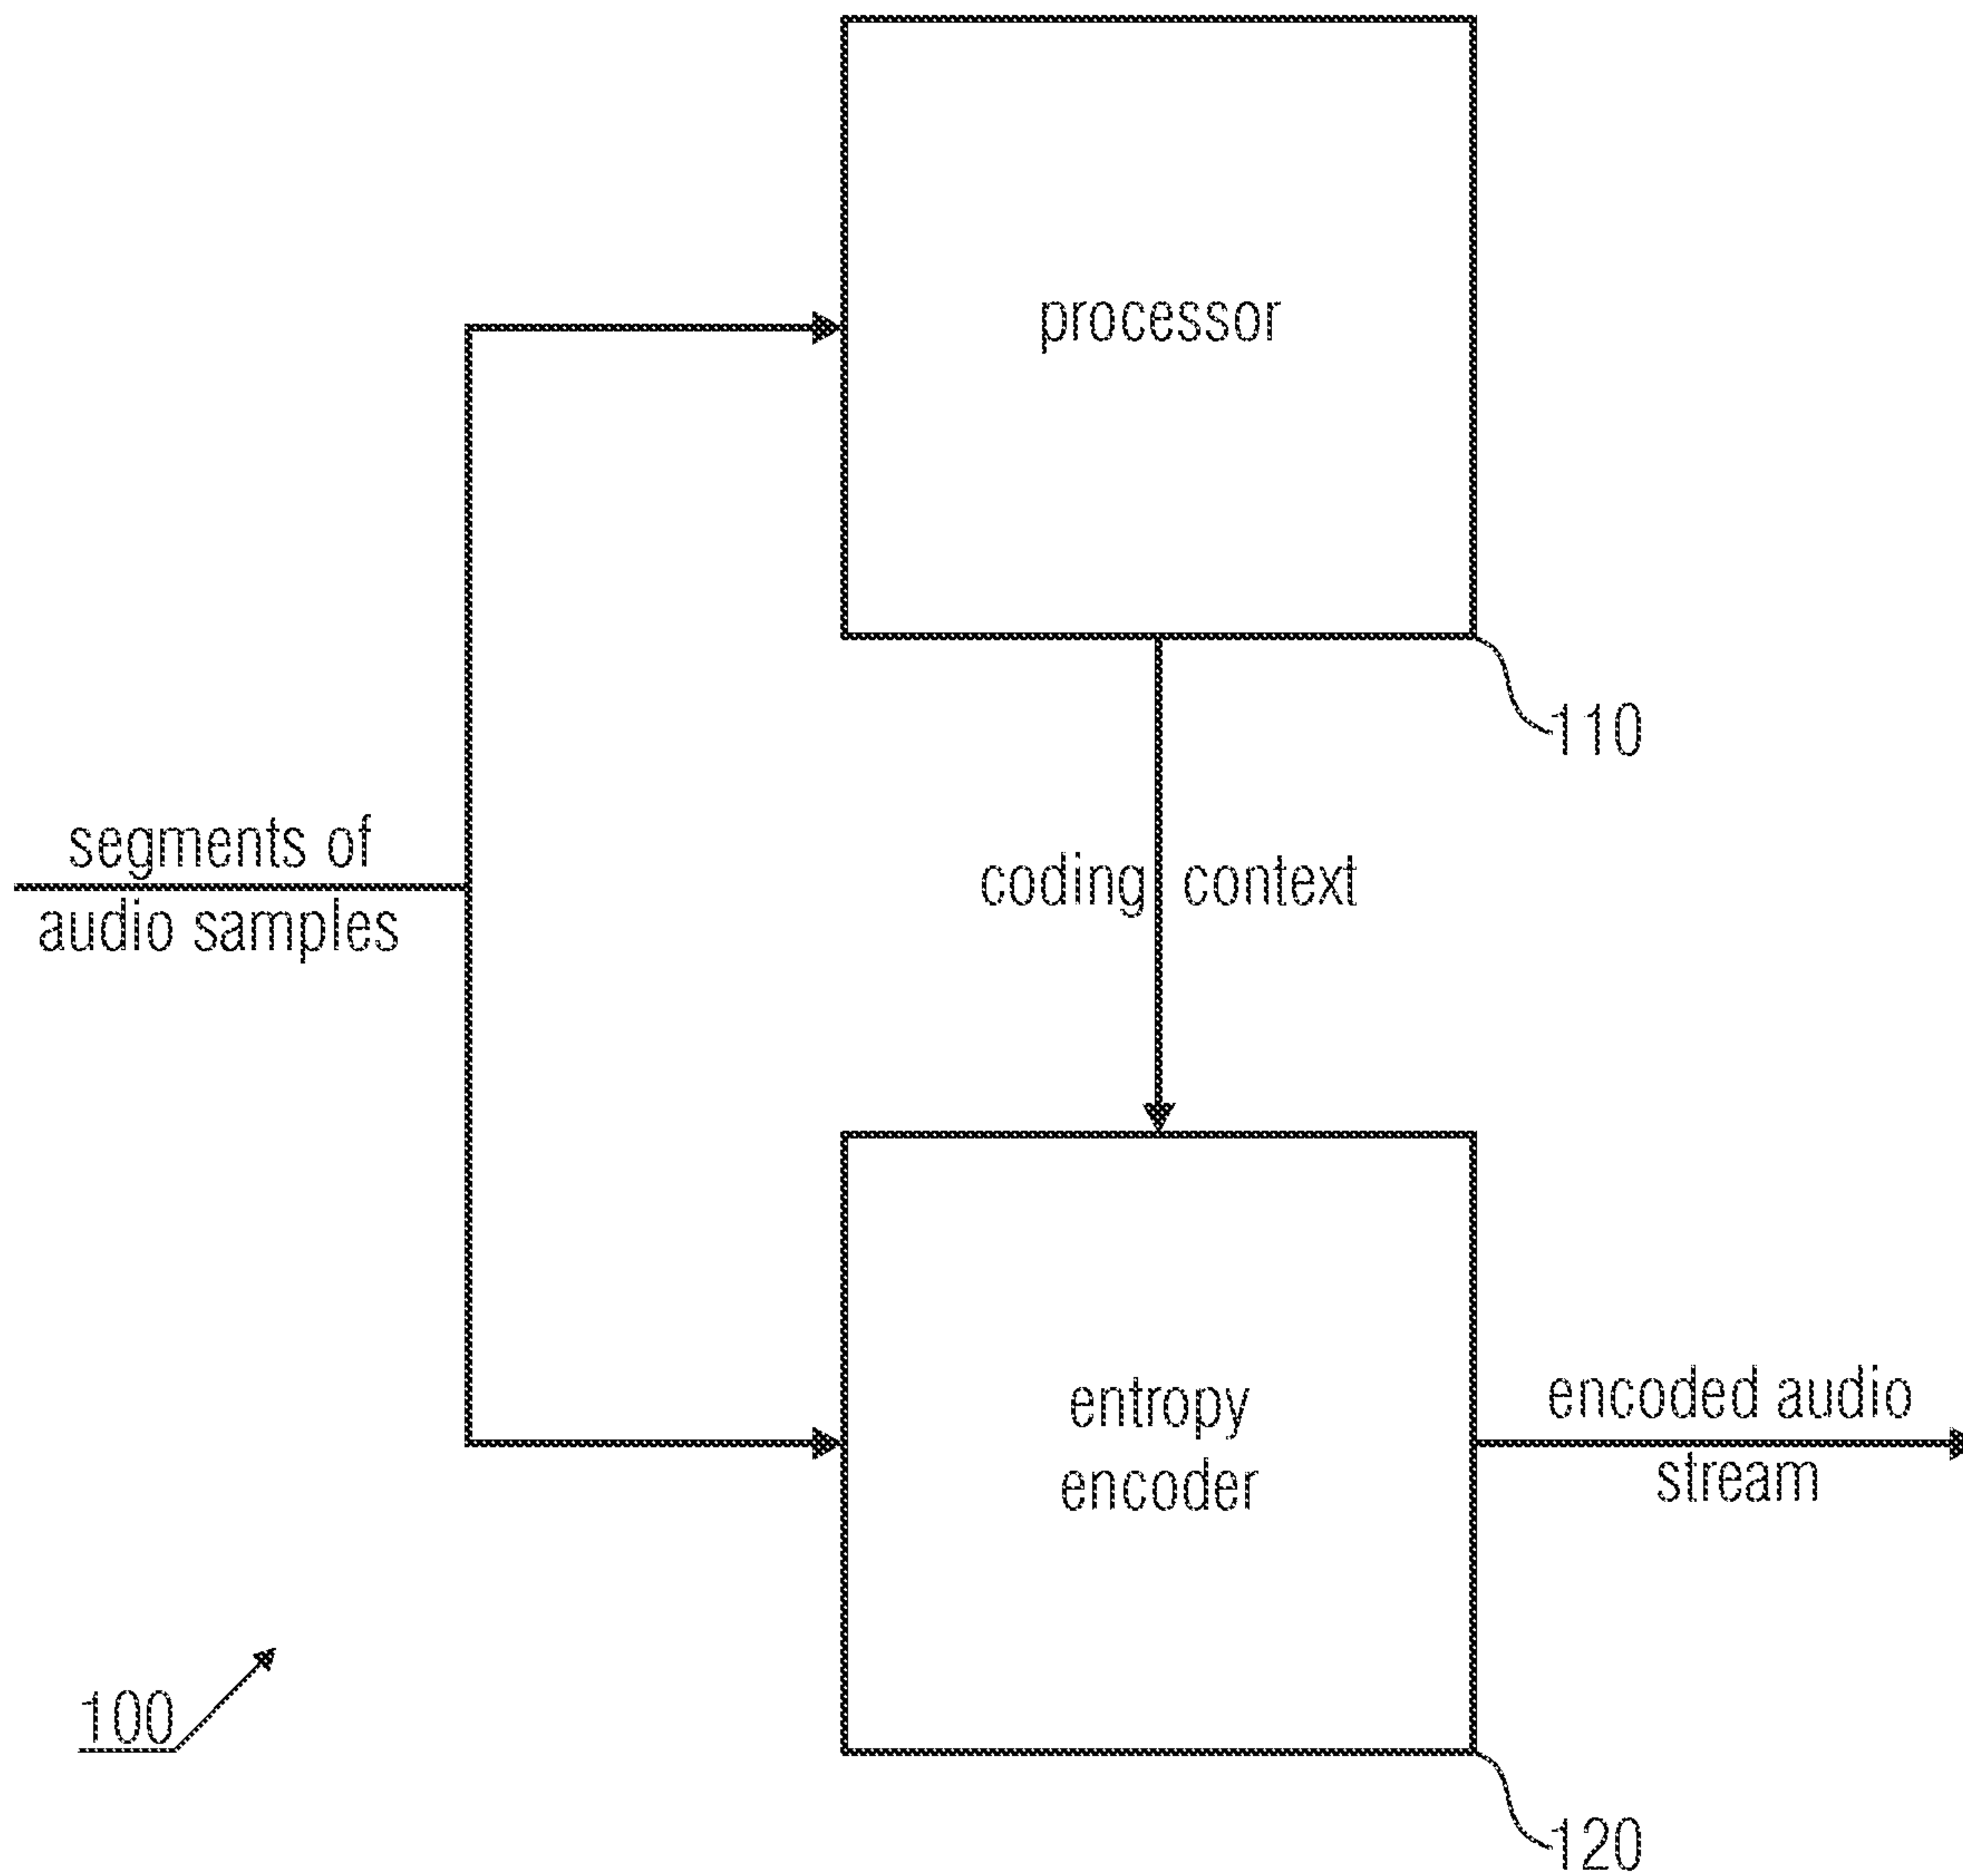 processor
110
segments of
audio samples
coding context
entropy
encoder
encoded audio
stream
100
120